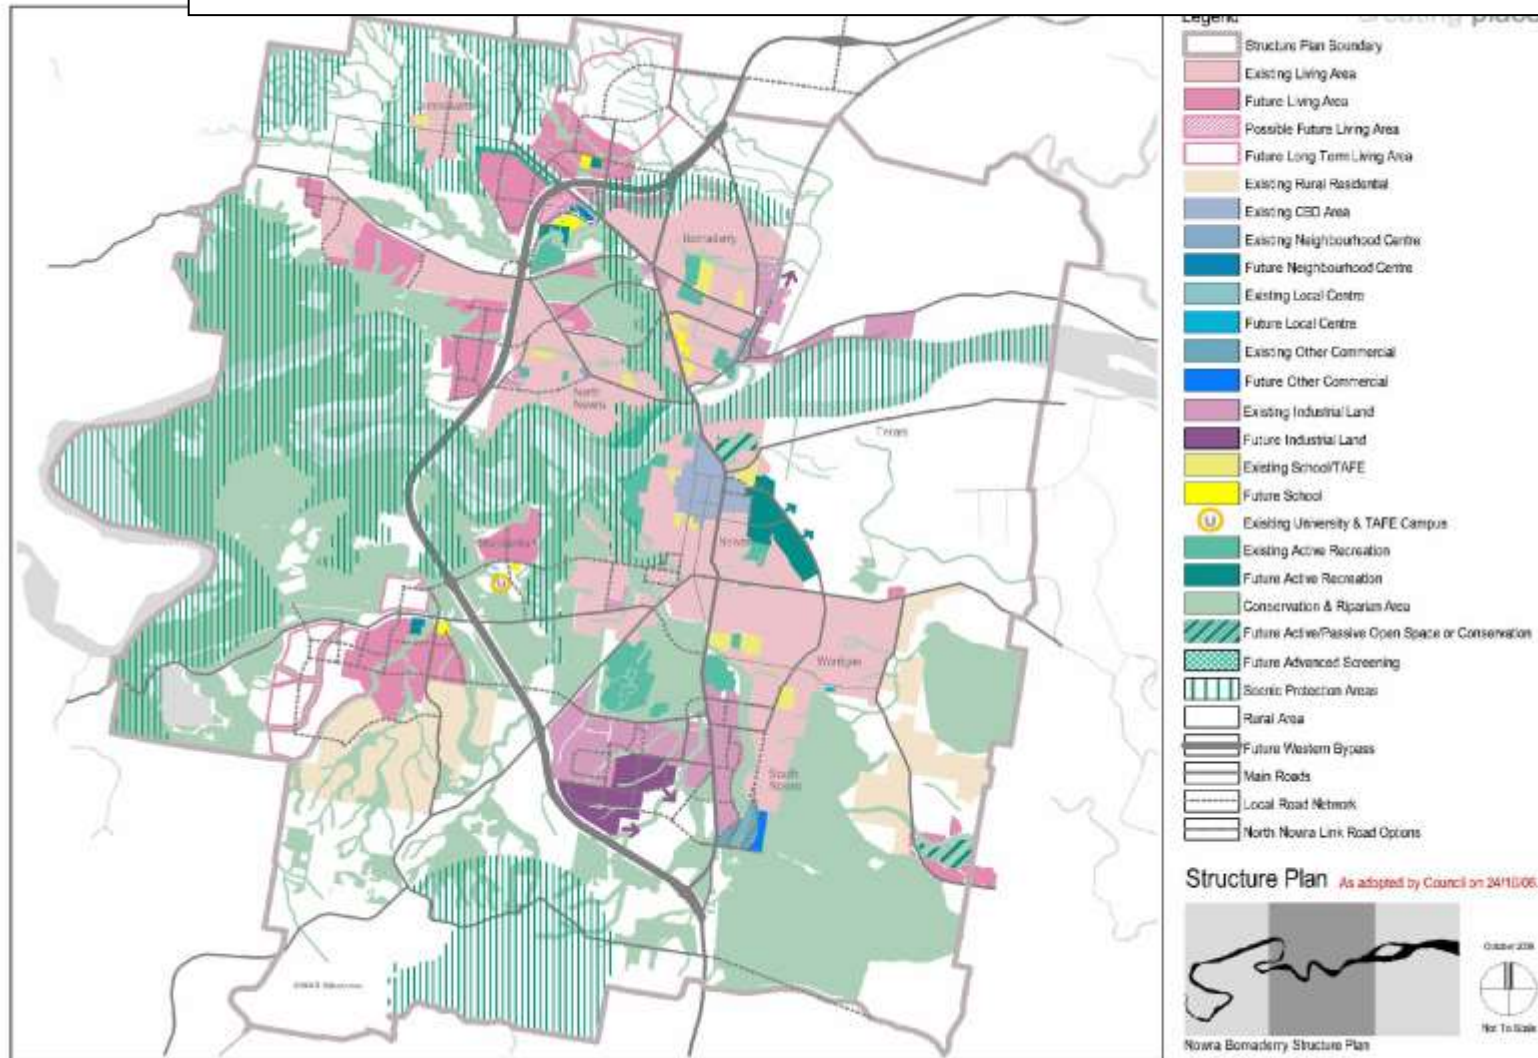 Legend
Creating place
Structure Plan Boundary
Existing Living Area
Future Living Area
Possible Future Living Area
Future Long Term Living Area
Existing Rural Residential
Existing CBD Area
Existing Neighbourhood Centre
Future Neighbourhood Centre
Existing Local Centre
Future Local Centre
Existing Other Commercial
Future Other Commercial
Existing Industrial Land
Future Industrial Land
Existing School/TAFE
Future School
U Existing University & TAFE Campus
Existing Active Recreation
Future Active Recreation
Conservation & Riparian Area
Future Active/Passive Open Space or Conservation
Future Advanced Screening
Scenic Protection Areas
Rural Area
Future Western Bypass
Main Roads
Local Road Network
North Nowra Link Road Options
Structure Plan As adopted by Council on 24/10/06.
Not To Scale
Nowra Bomaderry Structure Plan
Bomaderry
North
Nowra
Terara
Nowra
U
Worrigee
South
Nowra